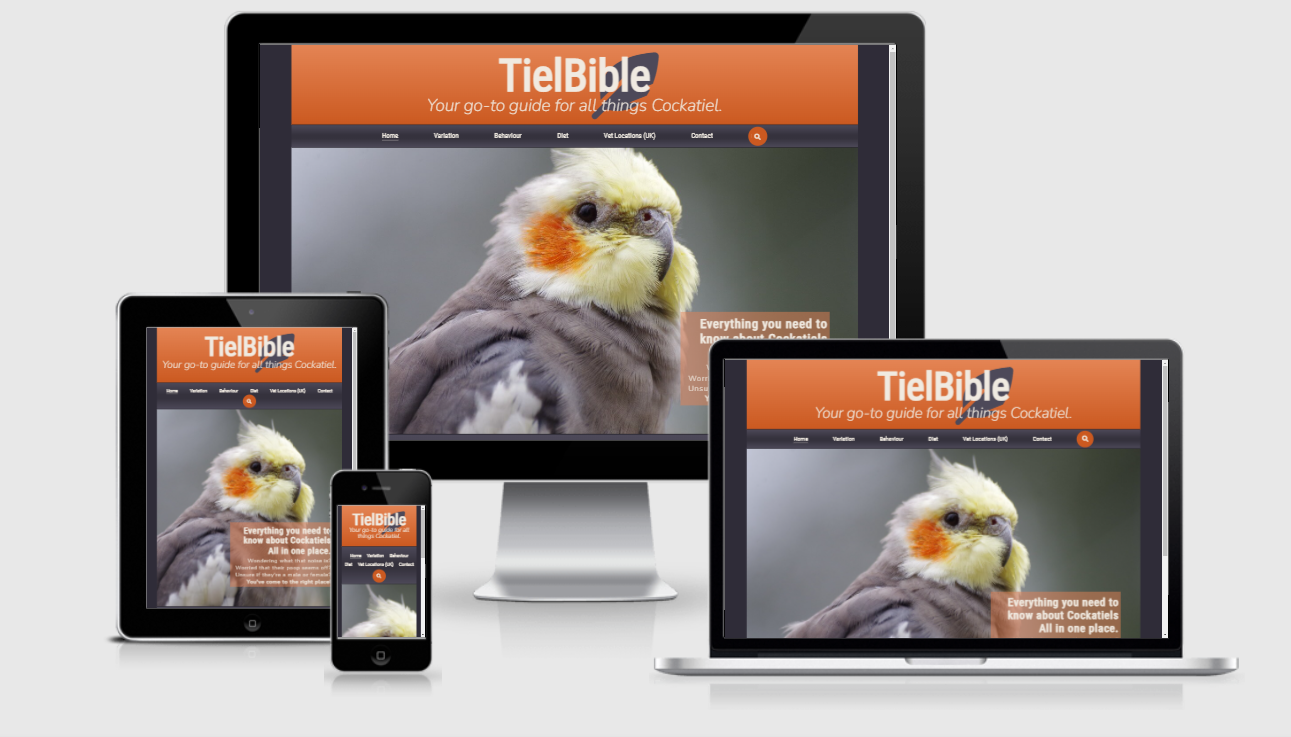 TielBible
Your go-to guide for all things Cockatiel.
Home Variation Behaviour Diet Vet Locations (UK) Contact
Everything you need to
know about Cockatiels
TielBible
Your go-to guide for all things Cockatiel.
Home Variation Behaviour Diet Vet Locations (UK) Contact
Everything you need to
know about Cockatiels
All in one place.
Wondering what that noise is?
Worried that their poop seems off?
Unsure if they're a male or female?
You've come to the right place!
TielBible
Your go-to guide for all
things Cockatiel.
Home Variation Behaviour
Diet Vet Locations (UK) Contact
TielBible
Your go-to guide for all things Cockatiel.
Home Variation Behaviour Diet Vet Locations (UK) Contact
Everything you need to
know about Cockatiels
All in one place.